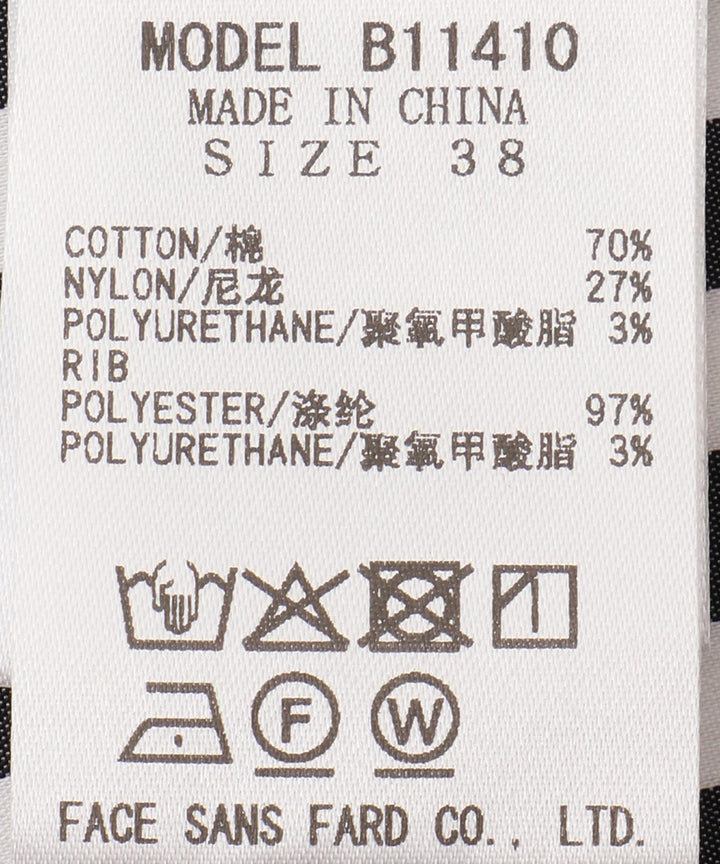 MODEL B11410
MADE IN CHINA
SIZE 38
COTTON/棉 70%
NYLON/尼龙 27%
POLYURETHANE/聚氨甲酸脂 3%
RIB
POLYESTER/涤纶 97%
POLYURETHANE/聚氨甲酸脂 3%
F W
FACE SANS FARD CO., LTD.